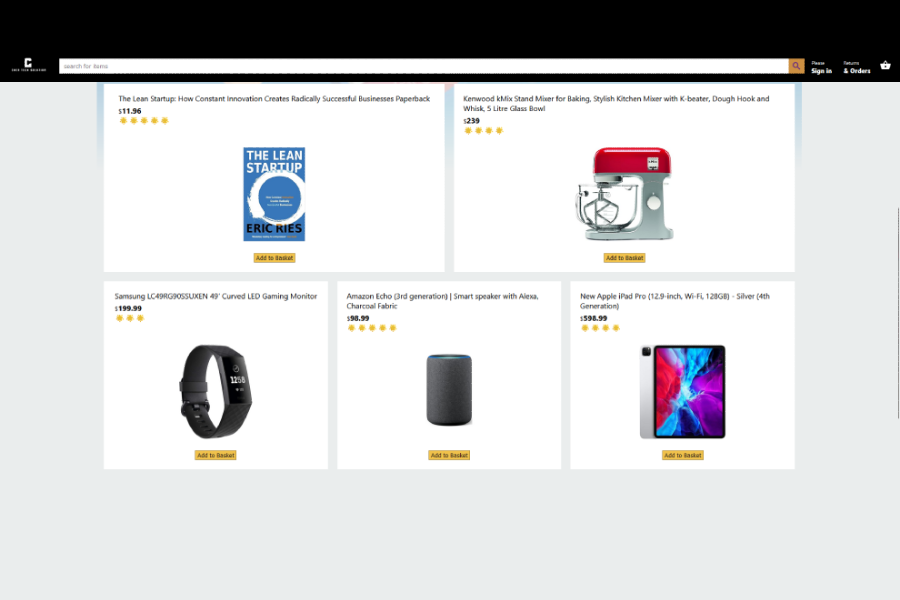 search for items
Please
Sign in
Returns
& Orders
The Lean Startup: How Constant Innovation Creates Radically Successful Businesses Paperback
$11.96
THE LEAN
STARTUP
ERIC RIES
Add to Basket
Kenwood kMix Stand Mixer for Baking, Stylish Kitchen Mixer with K-beater, Dough Hook and
Whisk, 5 Litre Glass Bowl
$239
Add to Basket
Samsung LC49RG90SSUXEN 49' Curved LED Gaming Monitor
$199.99
12:58
Add to Basket
Amazon Echo (3rd generation) | Smart speaker with Alexa,
Charcoal Fabric
$98.99
Add to Basket
New Apple iPad Pro (12.9-inch, Wi-Fi, 128GB) - Silver (4th
Generation)
$598.99
Add to Basket